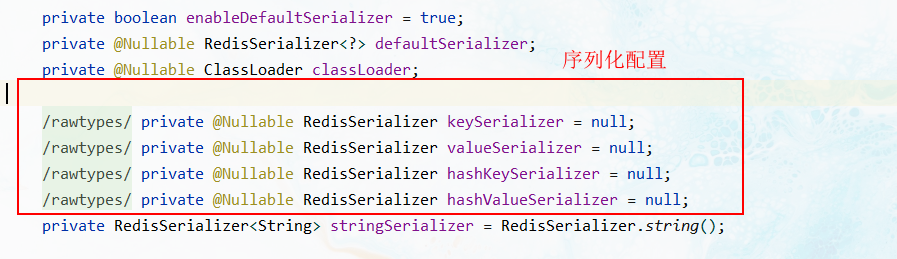 private boolean enableDefaultSerializer = true;
private @Nullable RedisSerializer<?> defaultSerializer;
private @Nullable ClassLoader classLoader;
序列化配置
/rawtypes/ private @Nullable RedisSerializer keySerializer = null;
/rawtypes/ private @Nullable RedisSerializer valueSerializer = null;
/rawtypes/ private @Nullable RedisSerializer hashKeySerializer = null;
/rawtypes/ private @Nullable RedisSerializer hashValueSerializer = null;
private RedisSerializer<String> stringSerializer = RedisSerializer.string();